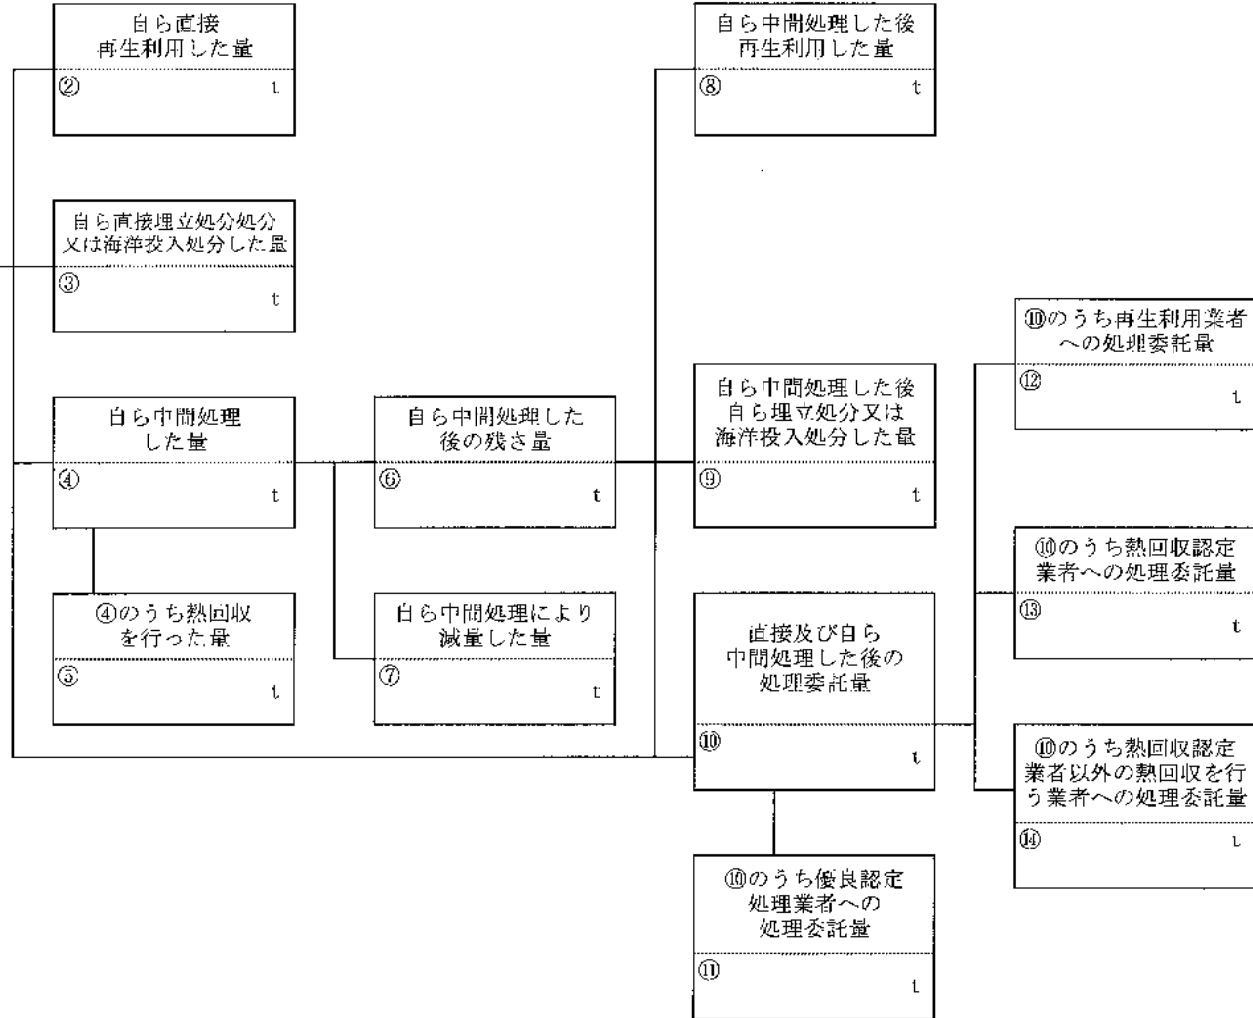 自ら直接
再生利用した量
② t
自ら中間処理した後
再生利用した量
⑧ t
自ら直接埋立処分処分
又は海洋投入処分した量
③ t
⑩のうち再生利用業者
への処理委託量
⑫ t
自ら中間処理
した量
④ t
自ら中間処理した
後の残さ量
⑥ t
自ら中間処理した後
自ら埋立処分又は
海洋投入処分した量
⑨ t
⑩のうち熱回収認定
業者への処理委託量
⑬ t
④のうち熱回収
を行った量
⑤ t
自ら中間処理により
減量した量
⑦ t
直接及び自ら
中間処理した後の
処理委託量
⑩ t
⑩のうち熱回収認定
業者以外の熱回収を行
う業者への処理委託量
⑭ t
⑩のうち優良認定
処理業者への
処理委託量
⑪ t